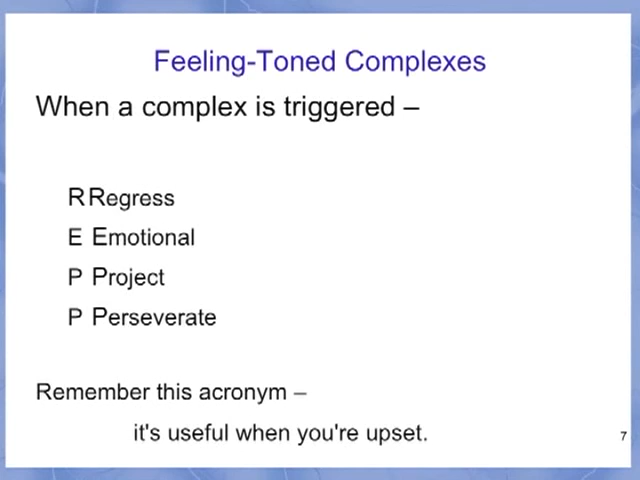 Feeling-Toned Complexes
When a complex is triggered –
R Regress
E Emotional
P Project
P Perseverate
Remember this acronym –
it's useful when you're upset.
7